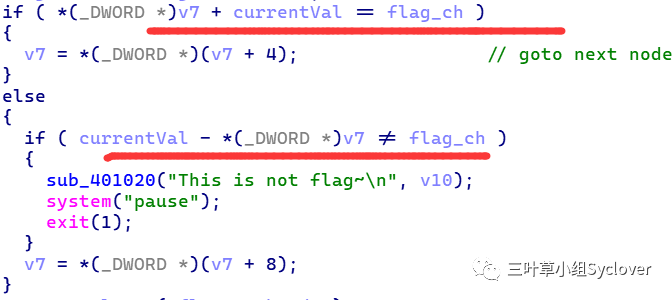 if ( *(_DWORD *)v7 + currentVal == flag_ch )
{
v7 = *(_DWORD *)(v7 + 4); // goto next node
}
else
{
if ( currentVal - *(_DWORD *)v7 ≠ flag_ch )
{
sub_401020("This is not flag~\n", v10);
system("pause");
exit(1);
}
v7 = *(_DWORD *)(v7 + 8);
}
三叶草小组Syclover